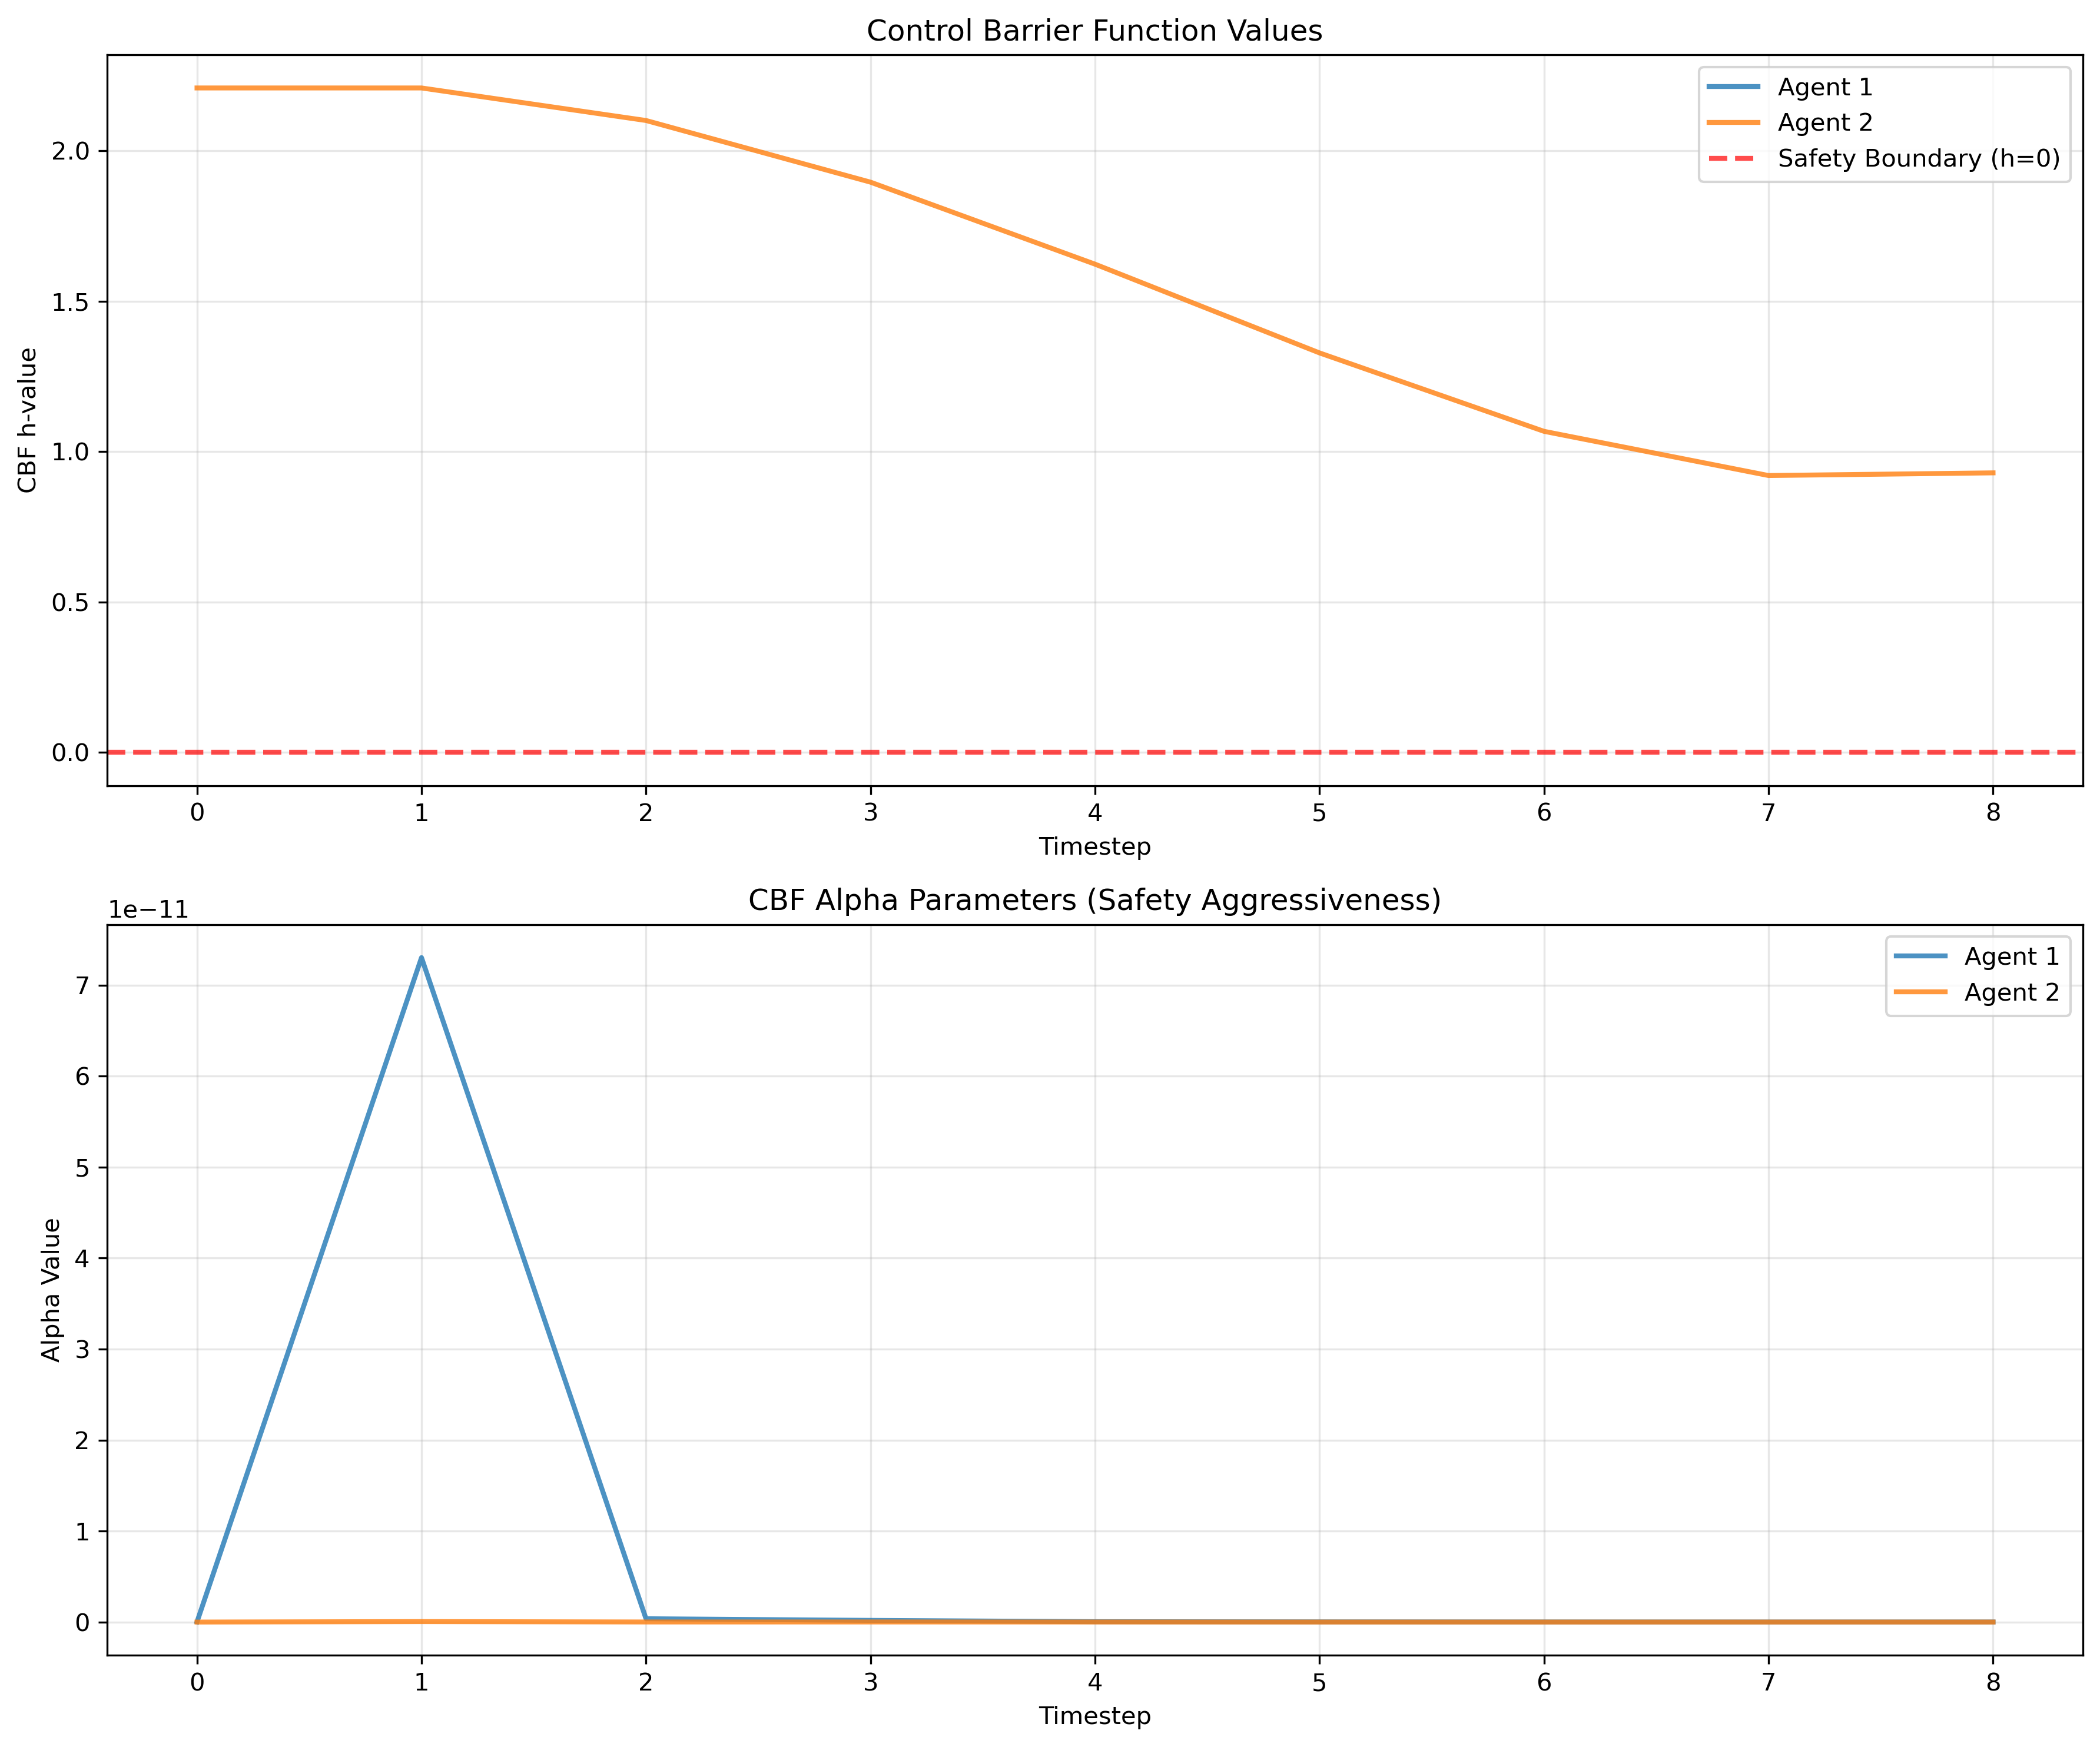 Control Barrier Function Values
Agent 1
Agent 2
Safety Boundary (h=0)
CBF h-value
2.0
1.5
1.0
0.5
0.0
0 1 2 3 4 5 6 7 8
Timestep
CBF Alpha Parameters (Safety Aggressiveness)
1e−11
Agent 1
Agent 2
Alpha Value
7
6
5
4
3
2
1
0
0 1 2 3 4 5 6 7 8
Timestep